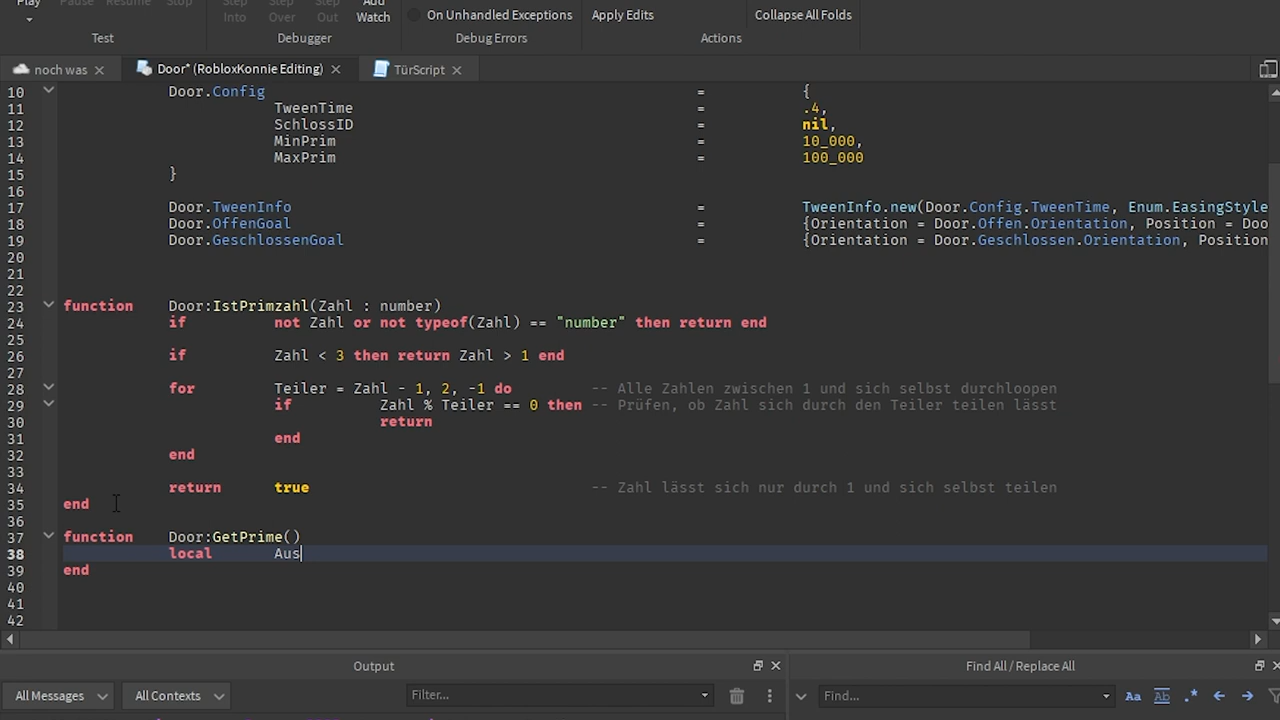 Play Pause Resume Stop Step Into Step Over Step Out Add Watch On Unhandled Exceptions Apply Edits Collapse All Folds
Test Debugger Debug Errors Actions
noch was Door* (RobloxKonnie Editing) TürScript
10 Door.Config = {
11 TweenTime = .4,
12 SchlossID = nil,
13 MinPrim = 10_000,
14 MaxPrim = 100_000
15 }
16
17 Door.TweenInfo = TweenInfo.new(Door.Config.TweenTime, Enum.EasingStyle
18 Door.OffenGoal = {Orientation = Door.Offen.Orientation, Position = Doo
19 Door.GeschlossenGoal = {Orientation = Door.Geschlossen.Orientation, Position
20
21
22
23 function Door:IstPrimzahl(Zahl : number)
24 if not Zahl or not typeof(Zahl) == "number" then return end
25
26 if Zahl < 3 then return Zahl > 1 end
27
28 for Teiler = Zahl - 1, 2, -1 do -- Alle Zahlen zwischen 1 und sich selbst durchloopen
29 if Zahl % Teiler == 0 then -- Prüfen, ob Zahl sich durch den Teiler teilen lässt
30 return
31 end
32 end
33
34 return true -- Zahl lässt sich nur durch 1 und sich selbst teilen
35 end
36
37 function Door:GetPrime()
38 local Aus
39 end
40
41
42
Output Find All / Replace All
All Messages All Contexts Filter... Find... Aa Ab .*